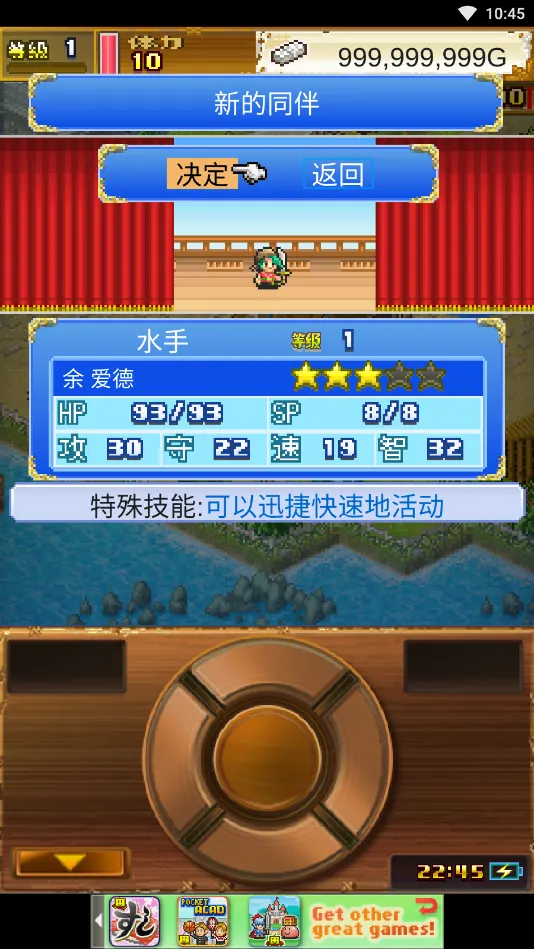 10:45
等级 1
体力
10
999,999,999G
新的同伴
决定 返回
水手 等级 1
余 爱德
HP 93/93 SP 8/8
攻 30 守 22 速 19 智 32
特殊技能:可以迅捷快速地活动
22:45
すし
POCKET
ACAD
Get other
great games!